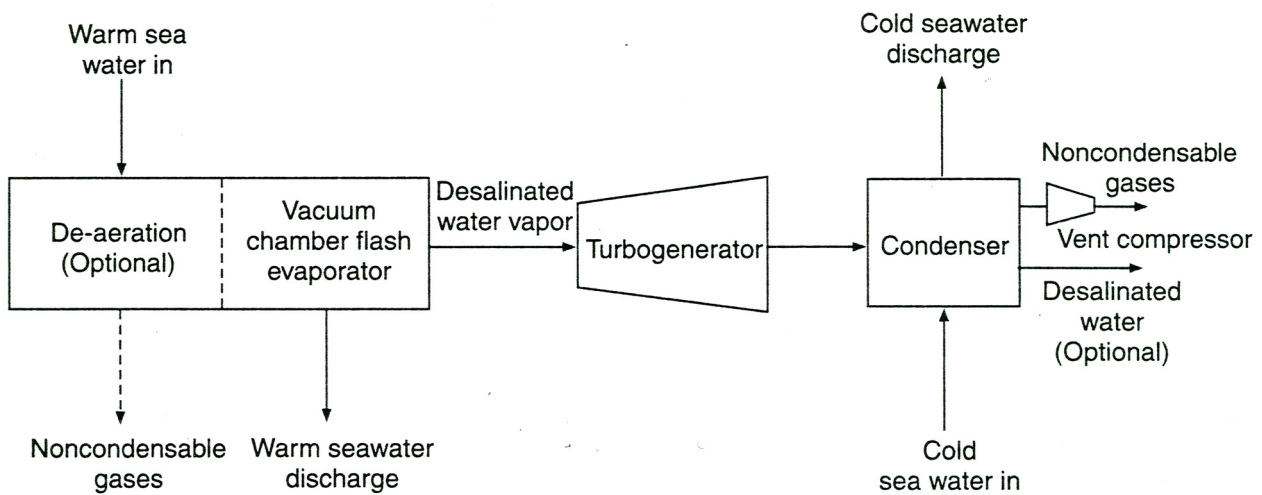 Warm sea
water in
Cold seawater
discharge
De-aeration
(Optional)
Vacuum
chamber flash
evaporator
Desalinated
water vapor
Turbogenerator
Condenser
Noncondensable
gases
Vent compressor
Desalinated
water
(Optional)
Noncondensable
gases
Warm seawater
discharge
Cold
sea water in